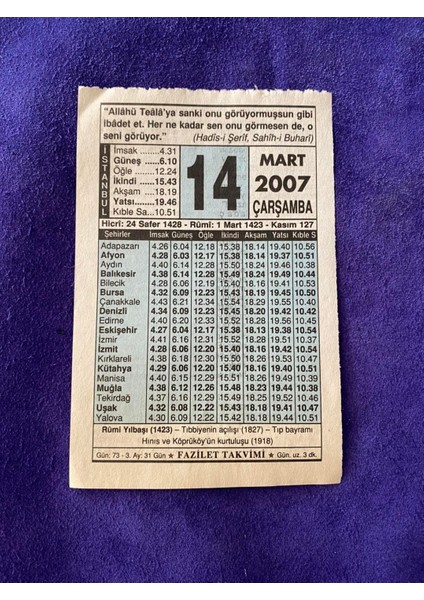 “Allâhü Teâlâ'ya sanki onu görüyormuşsun gibi
ibâdet et. Her ne kadar sen onu görmesen de, o
seni görüyor.” (Hadîs-i Şerîf, Sahîh-i Buharî)
İSTANBUL
İmsak ........4.31
Güneş ......6.10
Öğle .........12.24
İkindi ......15.43
Akşam ....18.19
Yatsı.......19.46
Kıble Sa...10.51
14
MART
2007
ÇARŞAMBA
Hicrî: 24 Safer 1428 - Rûmî: 1 Mart 1423 - Kasım 127
Şehirler İmsak Güneş Öğle İkindi Akşam Yatsı Kıble S
Adapazarı 4.26 6.04 12.18 15.38 18.14 19.40 10.56
Afyon 4.28 6.03 12.17 15.38 18.14 19.37 10.51
Aydın 4.40 6.14 12.28 15.50 18.24 19.46 10.38
Balıkesir 4.38 6.14 12.28 15.49 18.24 19.49 10.44
Bilecik 4.28 6.06 12.19 15.40 18.16 19.41 10.53
Bursa 4.32 6.09 12.23 15.43 18.19 19.45 10.50
Çanakkale 4.43 6.21 12.34 15.54 18.29 19.55 10.40
Denizli 4.34 6.09 12.23 15.45 18.20 19.42 10.42
Edirne 4.40 6.20 12.33 15.52 18.28 19.56 10.45
Eskişehir 4.27 6.04 12.17 15.38 18.13 19.38 10.54
İzmir 4.41 6.16 12.31 15.52 18.28 19.51 10.37
İzmit 4.28 6.06 12.20 15.40 18.16 19.42 10.54
Kırklareli 4.38 6.18 12.30 15.50 18.26 19.53 10.47
Kütahya 4.29 6.06 12.20 15.40 18.16 19.40 10.51
Manisa 4.40 6.15 12.29 15.51 18.26 19.49 10.39
Muğla 4.38 6.12 12.26 15.48 18.23 19.44 10.38
Tekirdağ 4.37 6.16 12.29 15.49 18.25 19.51 10.46
Uşak 4.32 6.08 12.22 15.43 18.18 19.41 10.47
Yalova 4.30 6.09 12.22 15.42 18.18 19.44 10.51
Rûmî Yılbaşı (1423) – Tıbbiyenin açılışı (1827) – Tıp bayramı
Hınıs ve Köprüköy'ün kurtuluşu (1918)
Gün: 73 - 3. Ay: 31 Gün ★ FAZİLET TAKVİMİ ★ Gün. uz. 3 dk.